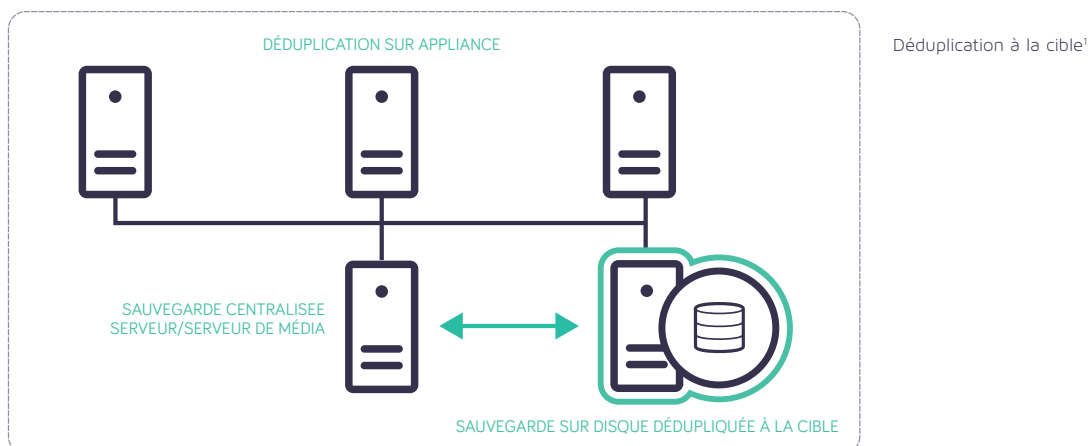 DÉDUPLICATION SUR APPLIANCE
Déduplication à la cible¹
SAUVEGARDE CENTRALISEE
SERVEUR/SERVEUR DE MÉDIA
SAUVEGARDE SUR DISQUE DÉDUPLIQUÉE À LA CIBLE